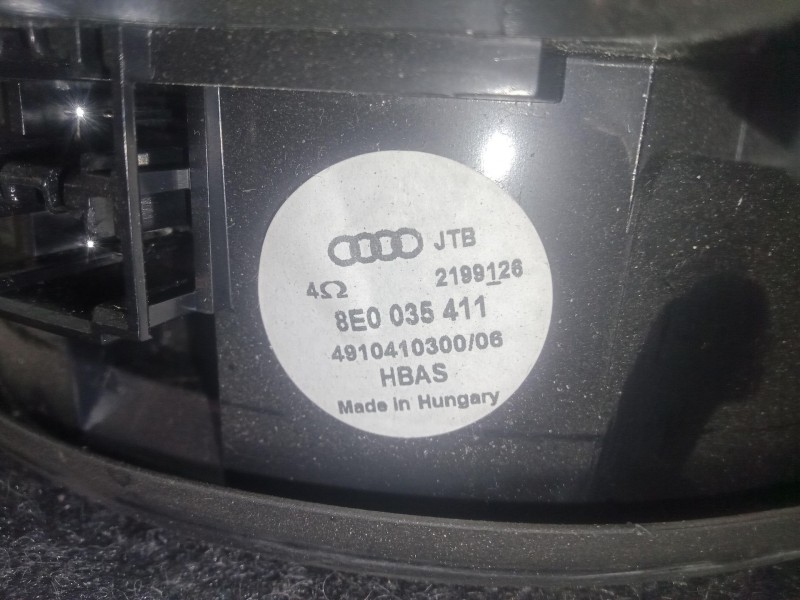 JTB
2199126
4Ω
8E0 035 411
4910410300/06
HBAS
Made in Hungary